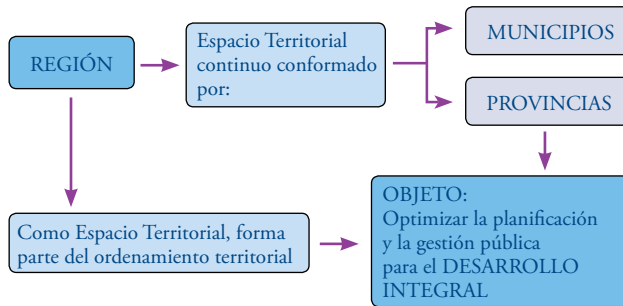 REGIÓN
Espacio Territorial
continuo conformado
por:
MUNICIPIOS
PROVINCIAS
Como Espacio Territorial, forma
parte del ordenamiento territorial
OBJETO:
Optimizar la planificación
y la gestión pública
para el DESARROLLO
INTEGRAL